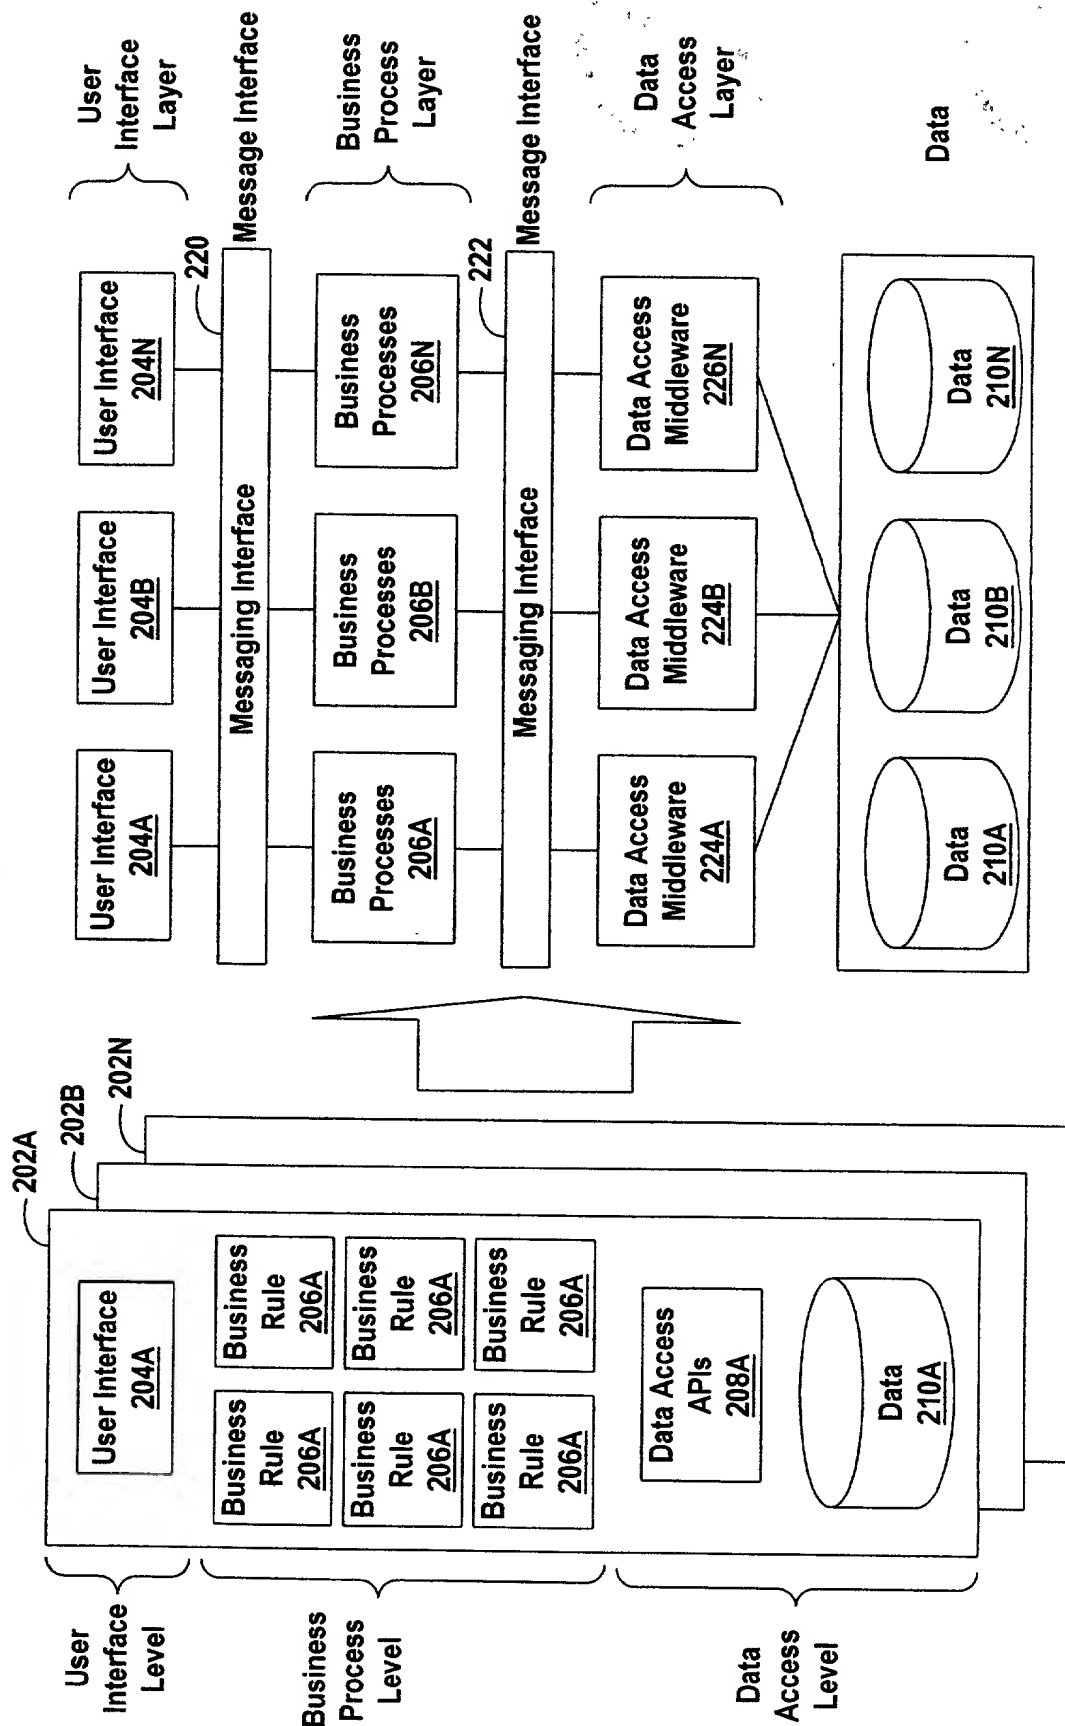 202A
202B
202N
User
Interface
Level
User Interface
204A
Business
Process
Level
Business
Rule
206A
Business
Rule
206A
Business
Rule
206A
Business
Rule
206A
Business
Rule
206A
Business
Rule
206A
Data
Access
Level
Data Access
APIs
208A
Data
210A
User Interface
204A
User Interface
204B
User Interface
204N
User
Interface
Layer
220
Messaging Interface
Message Interface
Business
Processes
206A
Business
Processes
206B
Business
Processes
206N
Business
Process
Layer
222
Messaging Interface
Message Interface
Data Access
Middleware
224A
Data Access
Middleware
224B
Data Access
Middleware
226N
Data
Access
Layer
Data
210A
Data
210B
Data
210N
Data